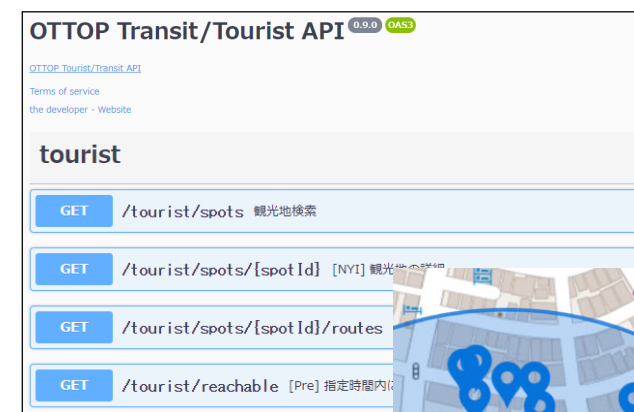 OTTOP Transit/Tourist API 0.9.0 OAS3
OTTOP Tourist/Transit API
Terms of service
the developer - Website
tourist
GET /tourist/spots 観光地検索
GET /tourist/spots/{spotId} [NYI] 観光地の詳細
GET /tourist/spots/{spotId}/routes
GET /tourist/reachable [Pre] 指定時間内に